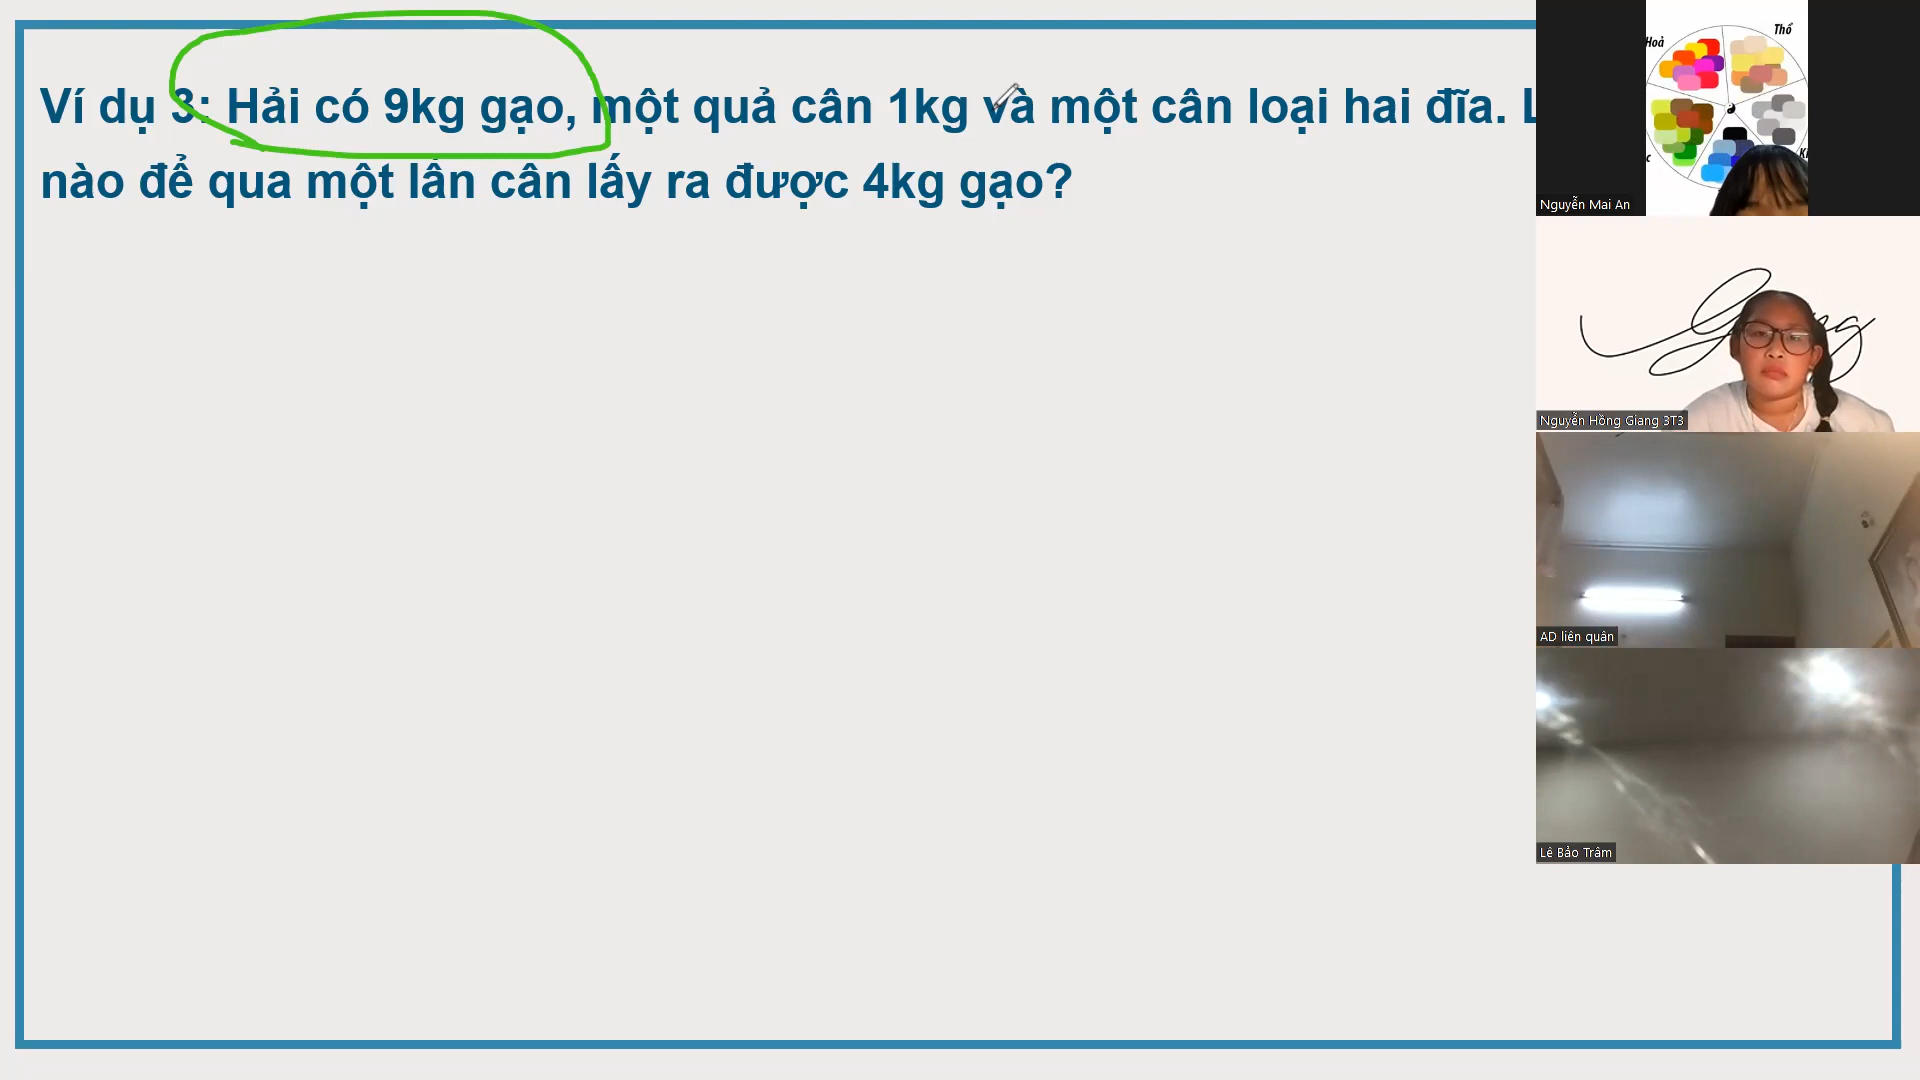 Ví dụ 3: Hải có 9kg gạo, một quả cân 1kg và một cân loại hai đĩa.
nào để qua một lần cân lấy ra được 4kg gạo?
Hoả
Thổ
Nguyễn Mai An
Nguyễn Hồng Giang 3T3
AD liên quân
Lê Bảo Trâm